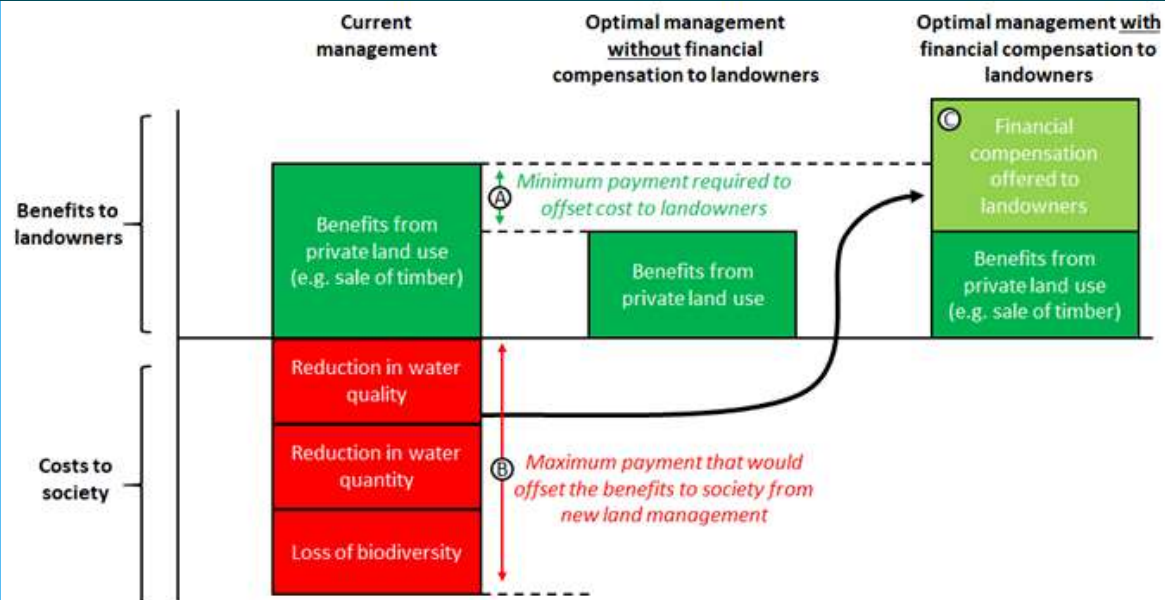 Current
management
Optimal management
without financial
compensation to landowners
Optimal management with
financial compensation to
landowners
Benefits to
landowners
Benefits from
private land use
(e.g. sale of timber)
A
Minimum payment required to
offset cost to landowners
Benefits from
private land use
C
Financial
compensation
offered to
landowners
Benefits from
private land use
(e.g. sale of timber)
Costs to
society
Reduction in water
quality
Reduction in water
quantity
Loss of biodiversity
B
Maximum payment that would
offset the benefits to society from
new land management